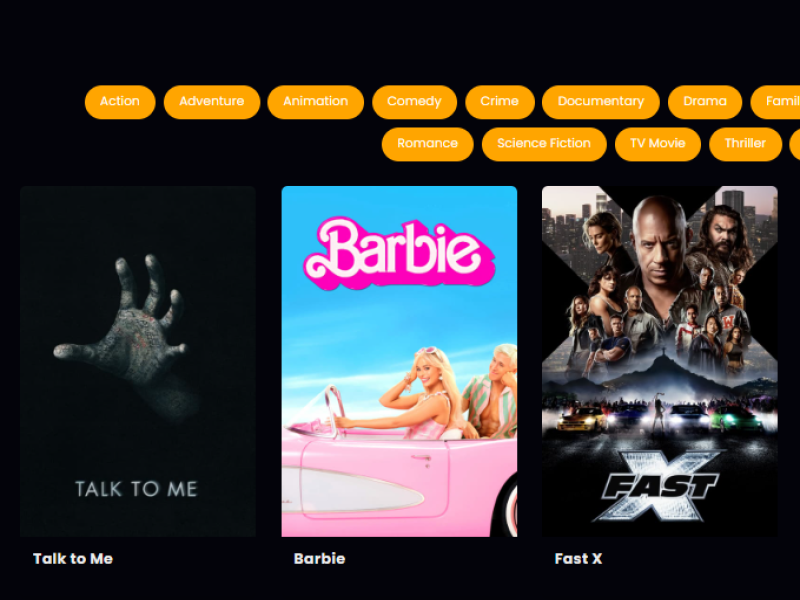 Action Adventure Animation Comedy Crime Documentary Drama Famil
Romance Science Fiction TV Movie Thriller
Barbie
TALK TO ME
FAST X
Talk to Me Barbie Fast X